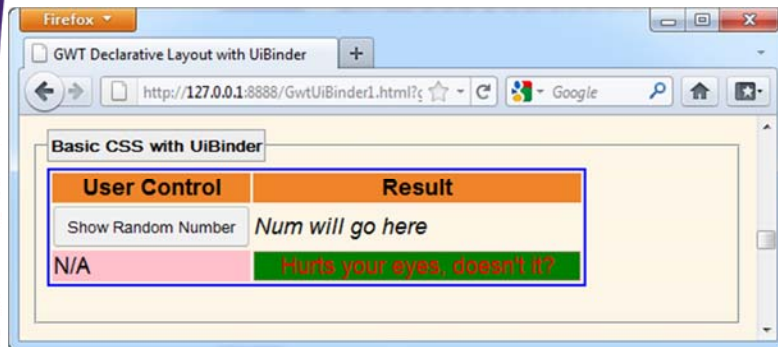 Firefox
GWT Declarative Layout with UiBinder
http://127.0.0.1:8888/GwtUiBinder1.html?g
Google
Basic CSS with UiBinder
User Control
Result
Show Random Number
Num will go here
N/A
Hurts your eyes, doesn't it?